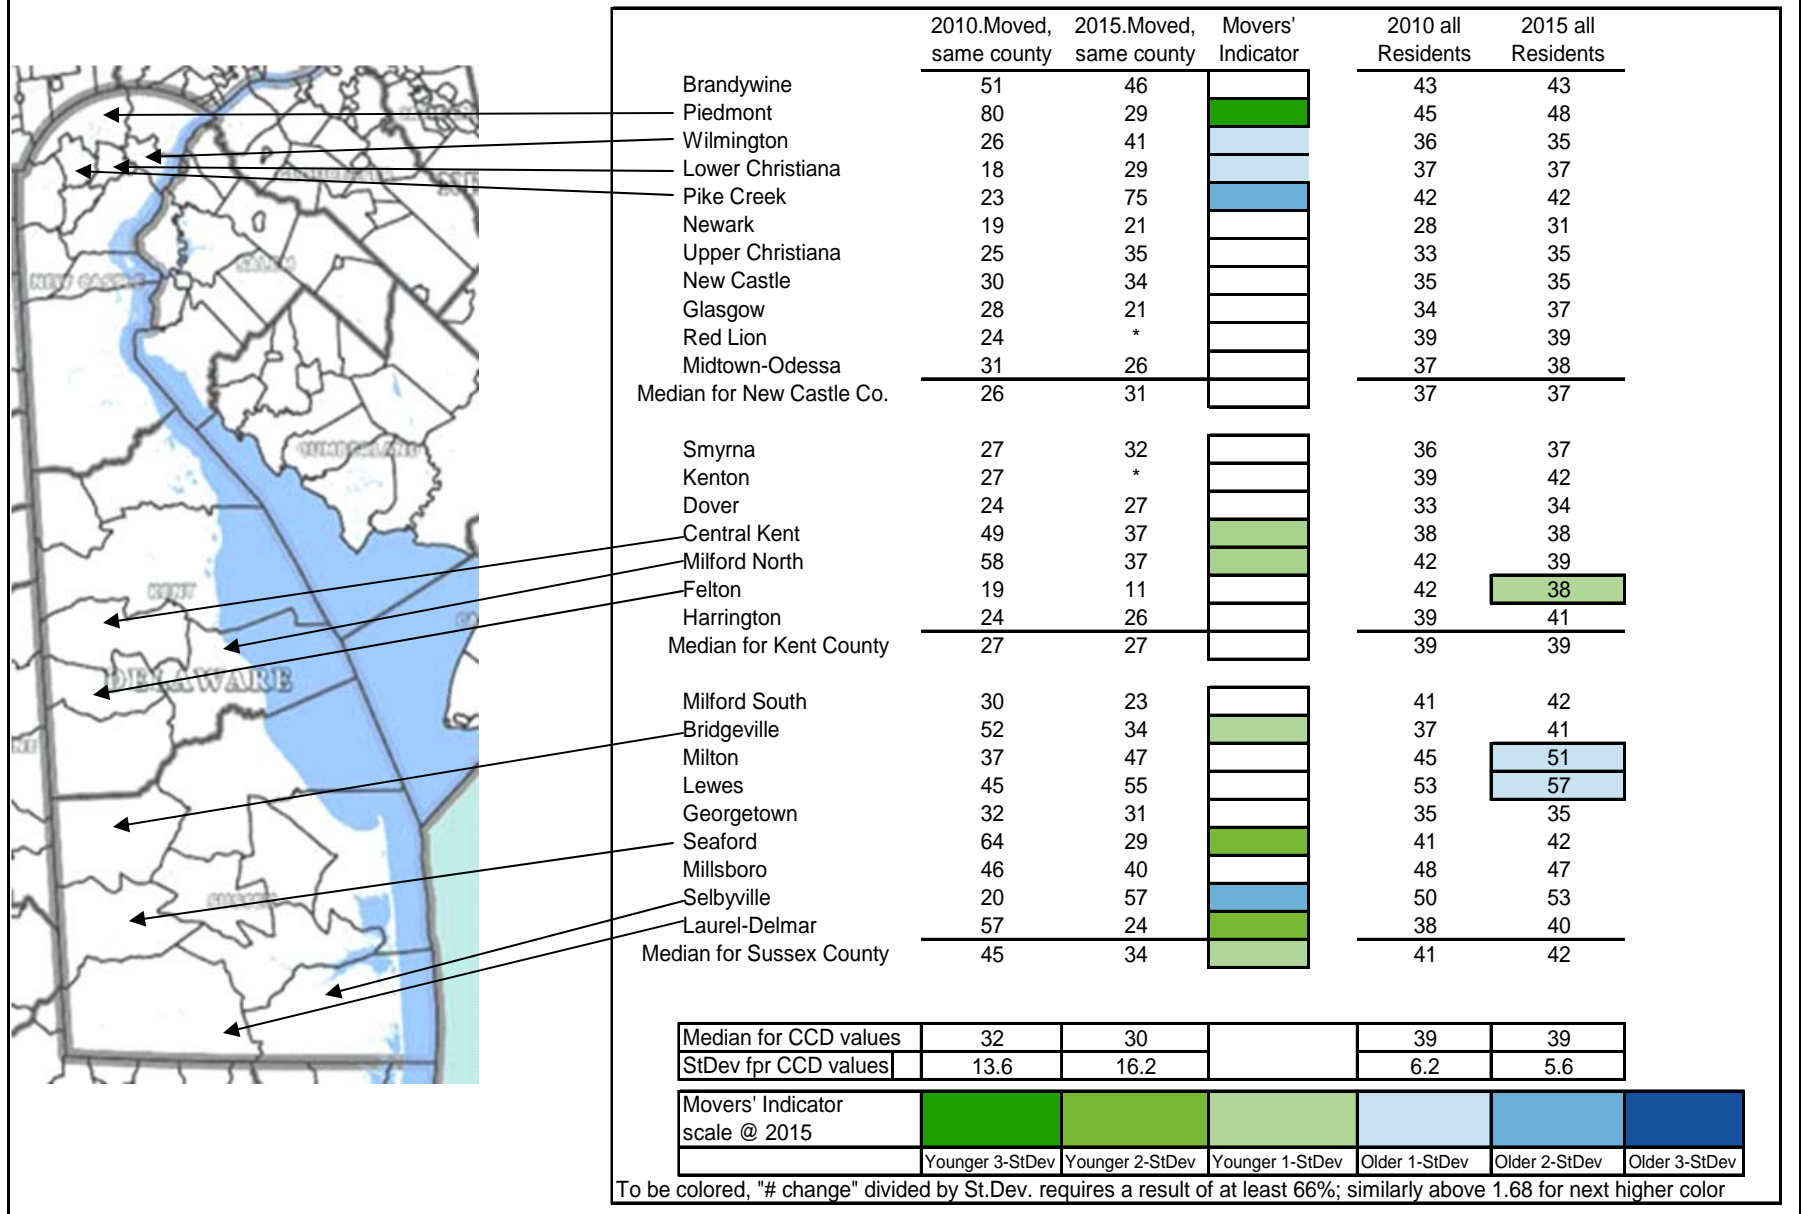 2010.Moved, 2015.Moved, Movers' 2010 all 2015 all
same county same county Indicator Residents Residents
Brandywine 51 46 43 43
Piedmont 80 29 45 48
Wilmington 26 41 36 35
Lower Christiana 18 29 37 37
Pike Creek 23 75 42 42
Newark 19 21 28 31
Upper Christiana 25 35 33 35
New Castle 30 34 35 35
Glasgow 28 21 34 37
Red Lion 24 * 39 39
Midtown-Odessa 31 26 37 38
Median for New Castle Co. 26 31 37 37
Smyrna 27 32 36 37
Kenton 27 * 39 42
Dover 24 27 33 34
Central Kent 49 37 38 38
Milford North 58 37 42 39
Felton 19 11 42 38
Harrington 24 26 39 41
Median for Kent County 27 27 39 39
Milford South 30 23 41 42
Bridgeville 52 34 37 41
Milton 37 47 45 51
Lewes 45 55 53 57
Georgetown 32 31 35 35
Seaford 64 29 41 42
Millsboro 46 40 48 47
Selbyville 20 57 50 53
Laurel-Delmar 57 24 38 40
Median for Sussex County 45 34 41 42
Median for CCD values 32 30 39 39
StDev fpr CCD values 13.6 16.2 6.2 5.6
Movers' Indicator
scale @ 2015
Younger 3-StDev Younger 2-StDev Younger 1-StDev Older 1-StDev Older 2-StDev Older 3-StDev
To be colored, "# change" divided by St.Dev. requires a result of at least 66%; similarly above 1.68 for next higher color
NEW CASTLE
SALEM
CUMBERLAND
KENT
DELAWARE
SUSSEX